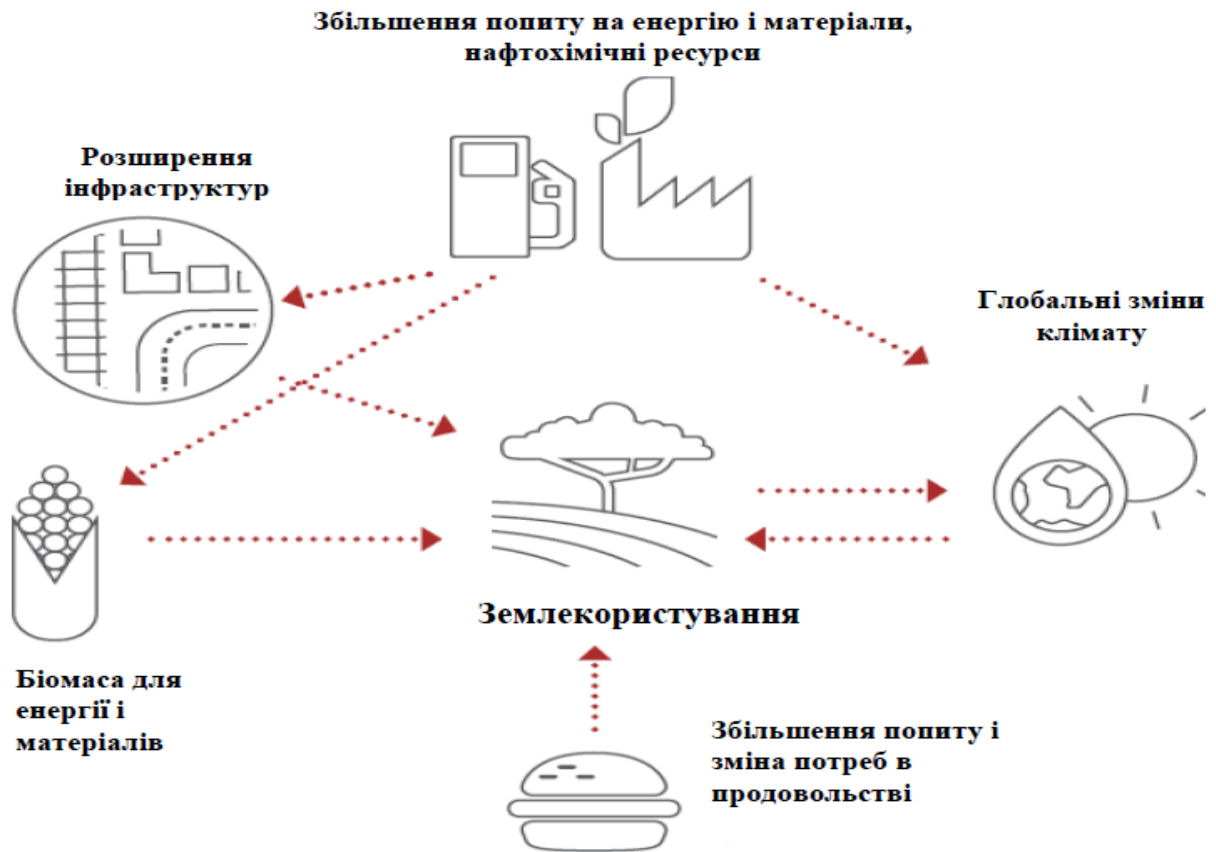 Збільшення попиту на енергію і матеріали,
нафтохімічні ресурси
Розширення
інфраструктур
Глобальні зміни
клімату
Землекористування
Біомаса для
енергії і
матеріалів
Збільшення попиту і
зміна потреб в
продовольстві